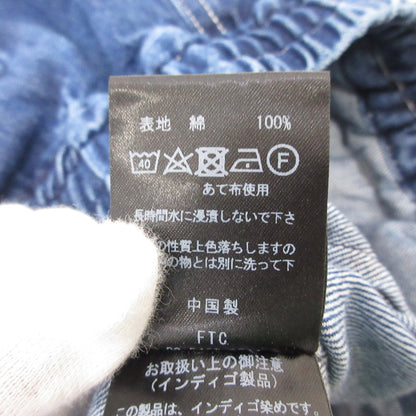 表地 綿 100%
40 F
あて布使用
長時間水に浸漬しないで下さ
の性質上色落ちしますの
の物とは別に洗って下
中国製
FTC
お取扱い上の御注意
(インディゴ製品)
この製品は、インディゴ染め